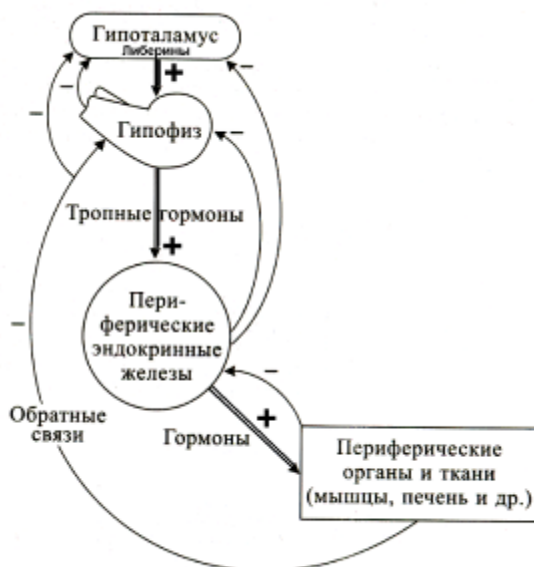 Гипоталамус
Либерины
+
–
–
–
Гипофиз
–
Тропные гормоны
+
Пери-
ферические
эндокринные
железы
–
–
+
Обратные
связи
Гормоны
Периферические
органы и ткани
(мышцы, печень и др.)